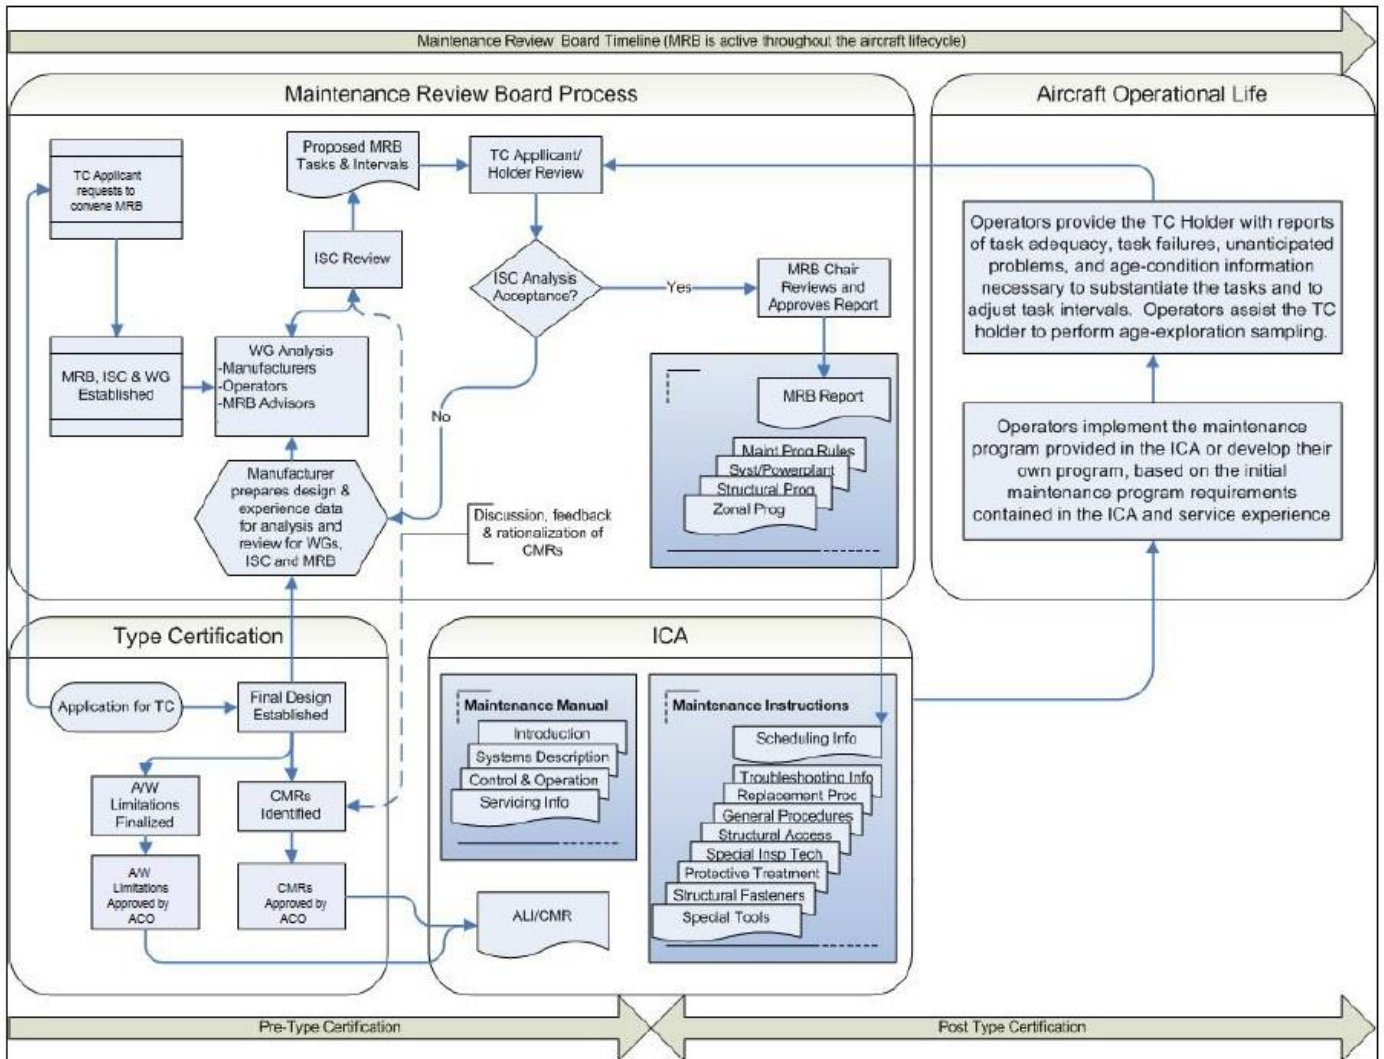 Maintenance Review Board Timeline (MRB is active throughout the aircraft lifecycle)
Maintenance Review Board Process
TC Applicant
requests to
convene MRB
Proposed MRB
Tasks & Intervals
TC Appllicant/
Holder Review
ISC Review
ISC Analysis
Acceptance?
Yes
MRB Chair
Reviews and
Approves Report
MRB, ISC & WG
Established
WG Analysis
-Manufacturers
-Operators
-MRB Advisors
No
Manufacturer
prepares design &
experience data
for analysis and
review for WGs,
ISC and MRB
Discussion, feedback
& rationalization of
CMRs
MRB Report
Maint Prog Rules
Syst/Powerplant
Structural Prog
Zonal Prog
Aircraft Operational Life
Operators provide the TC Holder with reports
of task adequacy, task failures, unanticipated
problems, and age-condition information
necessary to substantiate the tasks and to
adjust task intervals. Operators assist the TC
holder to perform age-exploration sampling.
Operators implement the maintenance
program provided in the ICA or develop their
own program, based on the initial
maintenance program requirements
contained in the ICA and service experience
Type Certification
Application for TC
Final Design
Established
A/W
Limitations
Finalized
CMRs
Identified
A/W
Limitations
Approved by
ACO
CMRs
Approved by
ACO
ICA
Maintenance Manual
Introduction
Systems Description
Control & Operation
Servicing Info
ALI/CMR
Maintenance Instructions
Scheduling Info
Troubleshooting Info
Replacement Proc
General Procedures
Structural Access
Special Insp Tech
Protective Treatment
Structural Fasteners
Special Tools
Pre-Type Certification
Post Type Certification